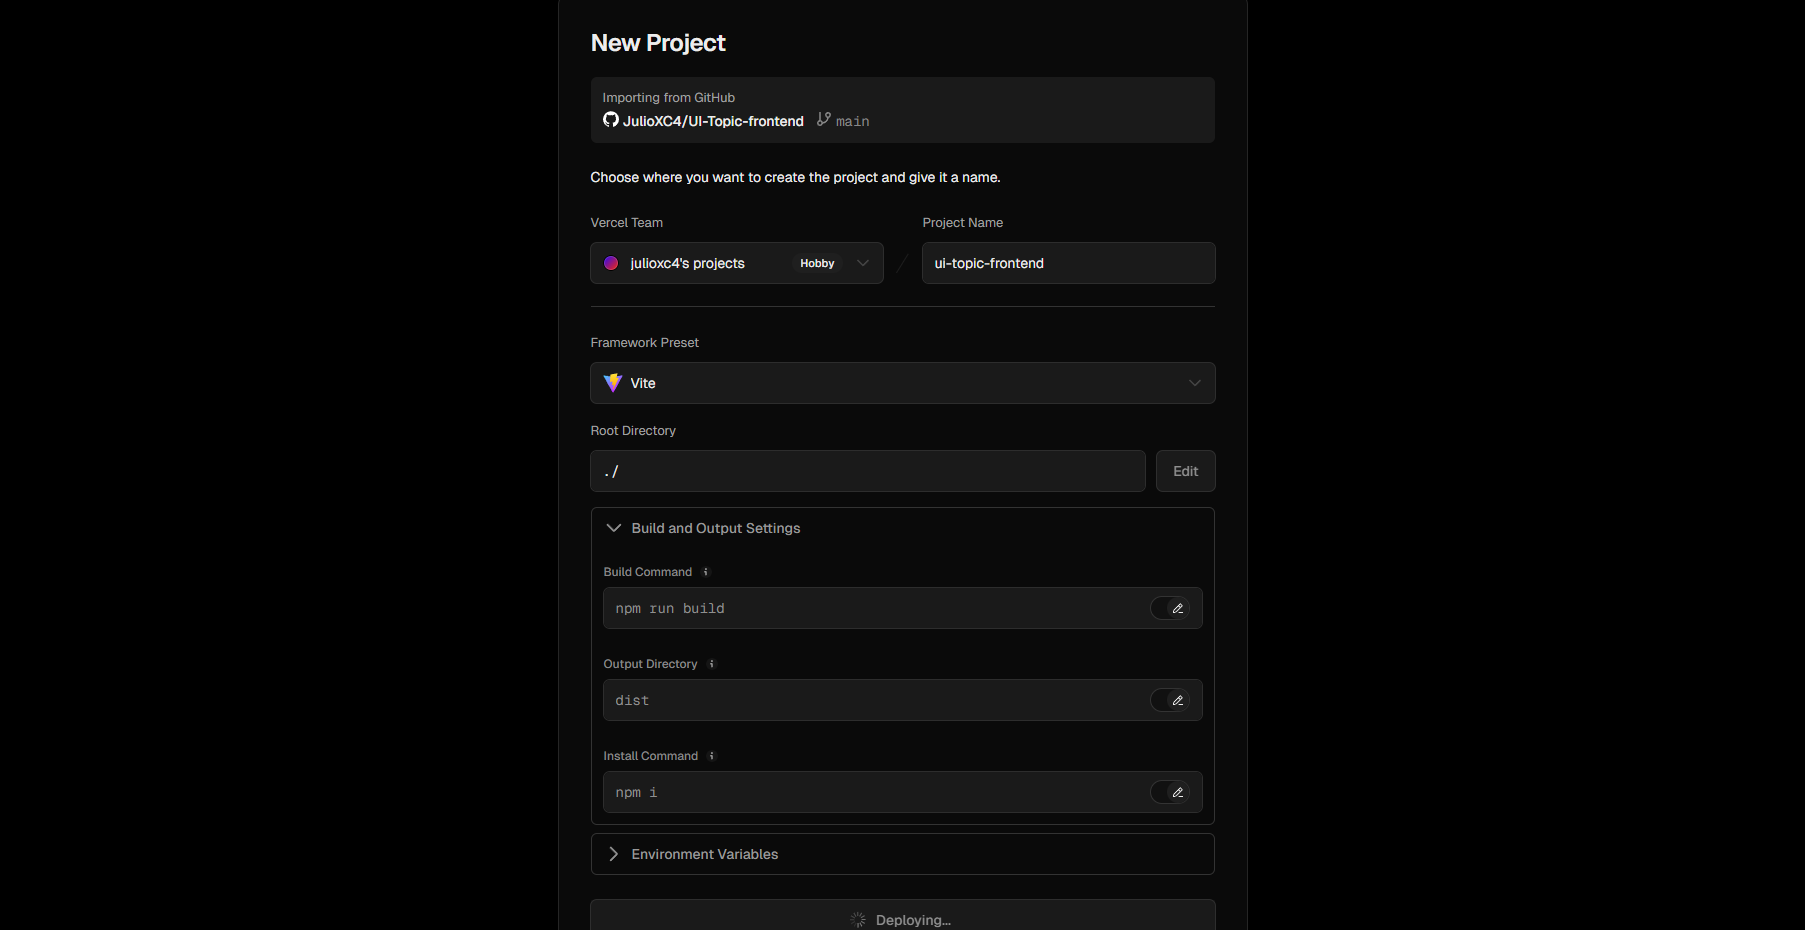 New Project
Importing from GitHub
JulioXC4/UI-Topic-frontend main
Choose where you want to create the project and give it a name.
Vercel Team
Project Name
julioxc4's projects Hobby
/
ui-topic-frontend
Framework Preset
Vite
Root Directory
./
Edit
Build and Output Settings
Build Command
npm run build
Output Directory
dist
Install Command
npm i
Environment Variables
Deploying...